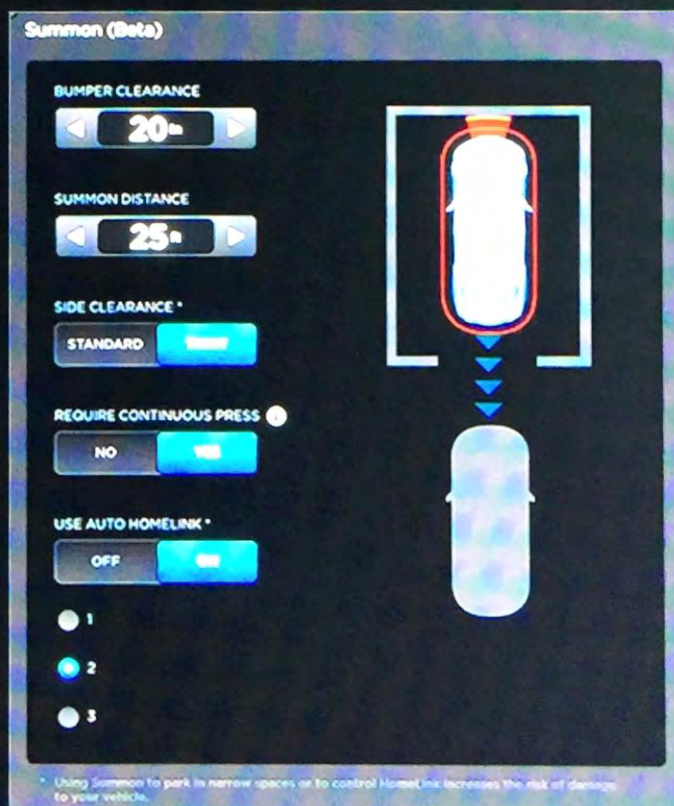 Summon (Beta)
BUMPER CLEARANCE
20 in
SUMMON DISTANCE
25 ft
SIDE CLEARANCE *
STANDARD
REQUIRE CONTINUOUS PRESS
NO YES
USE AUTO HOMELINK *
OFF ON
1
2
3
* Using Summon to park in narrow spaces or to control HomeLink increases the risk of damage
to your vehicle.